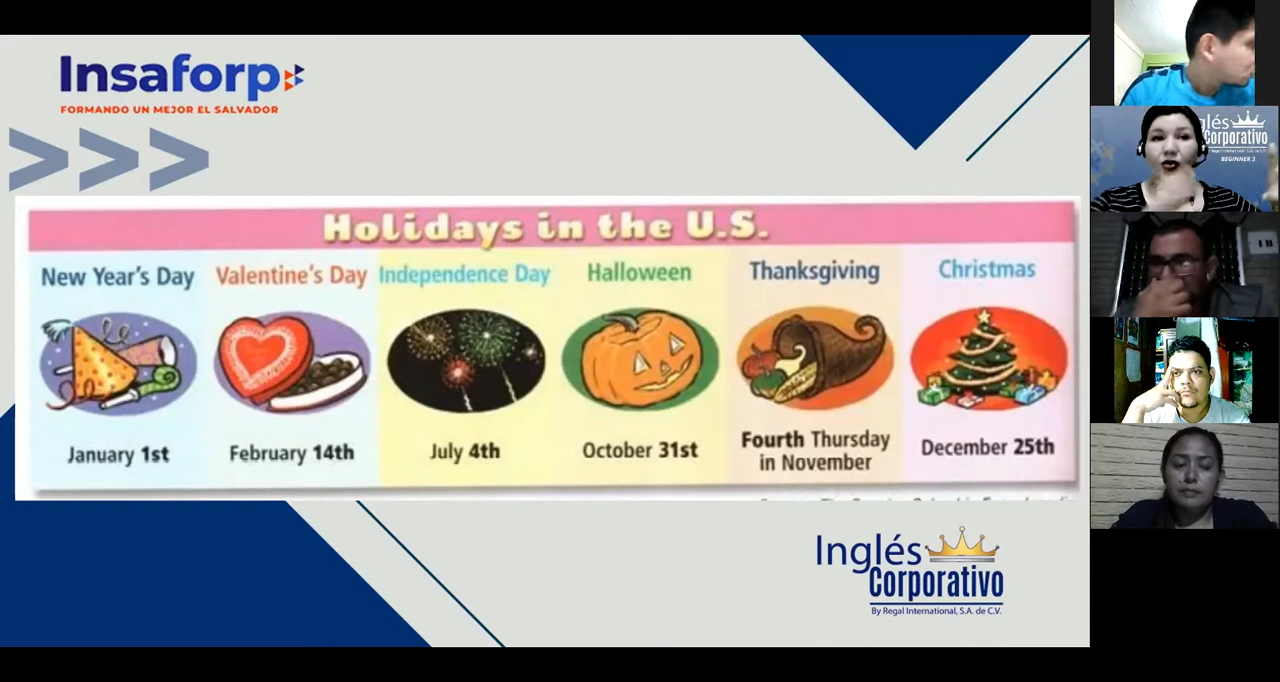 Insaforp
FORMANDO UN MEJOR EL SALVADOR
Holidays in the U.S.
New Year's Day
January 1st
Valentine's Day
February 14th
Independence Day
July 4th
Halloween
October 31st
Thanksgiving
Fourth Thursday
in November
Christmas
December 25th
Inglés
Corporativo
By Regal International, S.A. de C.V.
glés
Corporativo
BEGINNER 3